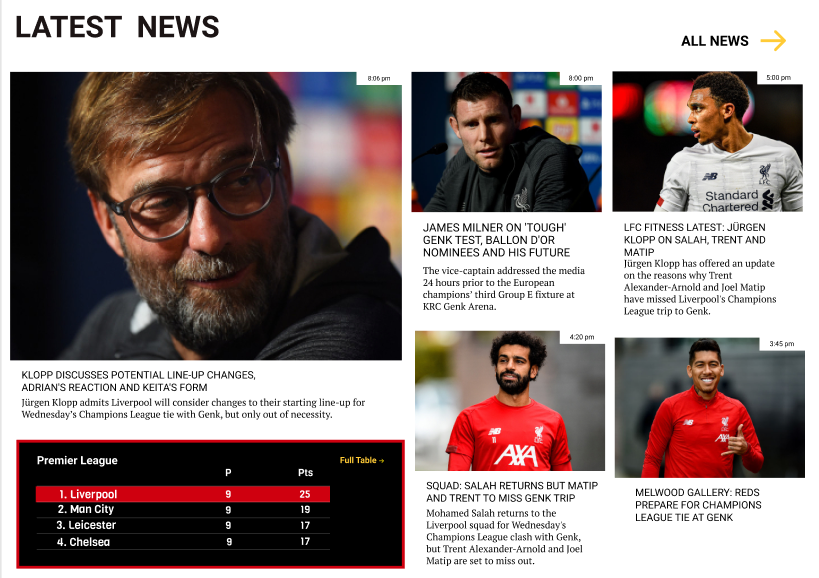 LATEST NEWS
ALL NEWS
8:06 pm
KLOPP DISCUSSES POTENTIAL LINE-UP CHANGES,
ADRIAN'S REACTION AND KEITA'S FORM
Jürgen Klopp admits Liverpool will consider changes to their starting line-up for
Wednesday's Champions League tie with Genk, but only out of necessity.
8:00 pm
JAMES MILNER ON 'TOUGH'
GENK TEST, BALLON D'OR
NOMINEES AND HIS FUTURE
The vice-captain addressed the media
24 hours prior to the European
champions' third Group E fixture at
KRC Genk Arena.
5:00 pm
NB
LFC
Standard
Chartered
LFC FITNESS LATEST: JÜRGEN
KLOPP ON SALAH, TRENT AND
MATIP
Jürgen Klopp has offered an update
on the reasons why Trent
Alexander-Arnold and Joel Matip
have missed Liverpool's Champions
League trip to Genk.
4:20 pm
NB
11
AXA
SQUAD: SALAH RETURNS BUT MATIP
AND TRENT TO MISS GENK TRIP
Mohamed Salah returns to the
Liverpool squad for Wednesday's
Champions League clash with Genk,
but Trent Alexander-Arnold and Joel
Matip are set to miss out.
3:45 pm
MELWOOD GALLERY: REDS
PREPARE FOR CHAMPIONS
LEAGUE TIE AT GENK
Premier League
Full Table →
P Pts
1. Liverpool 9 25
2. Man City 9 19
3. Leicester 9 17
4. Chelsea 9 17